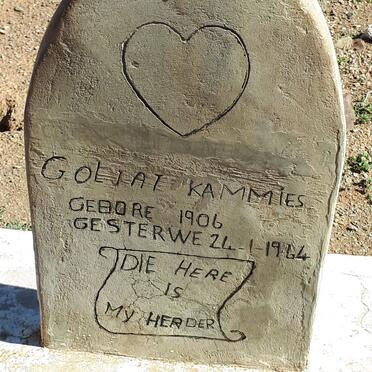 GOLIAT KAMMIES
GEBORE 1906
GESTERWE 24-1-1964
DIE HERE
IS
My HERDER